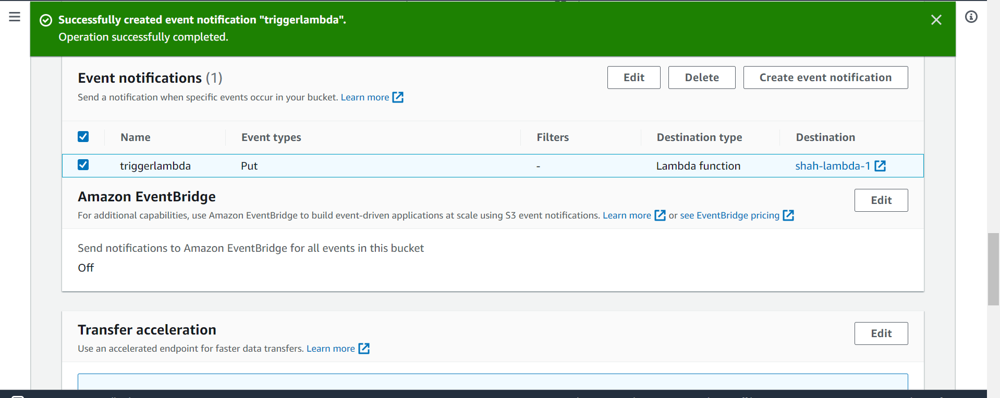 Successfully created event notification "triggerlambda".
Operation successfully completed.
Event notifications (1)
Edit
Delete
Create event notification
Send a notification when specific events occur in your bucket. Learn more
Name
Event types
Filters
Destination type
Destination
triggerlambda
Put
-
Lambda function
shah-lambda-1
Amazon EventBridge
Edit
For additional capabilities, use Amazon EventBridge to build event-driven applications at scale using S3 event notifications. Learn more or see EventBridge pricing
Send notifications to Amazon EventBridge for all events in this bucket
Off
Transfer acceleration
Edit
Use an accelerated endpoint for faster data transfers. Learn more